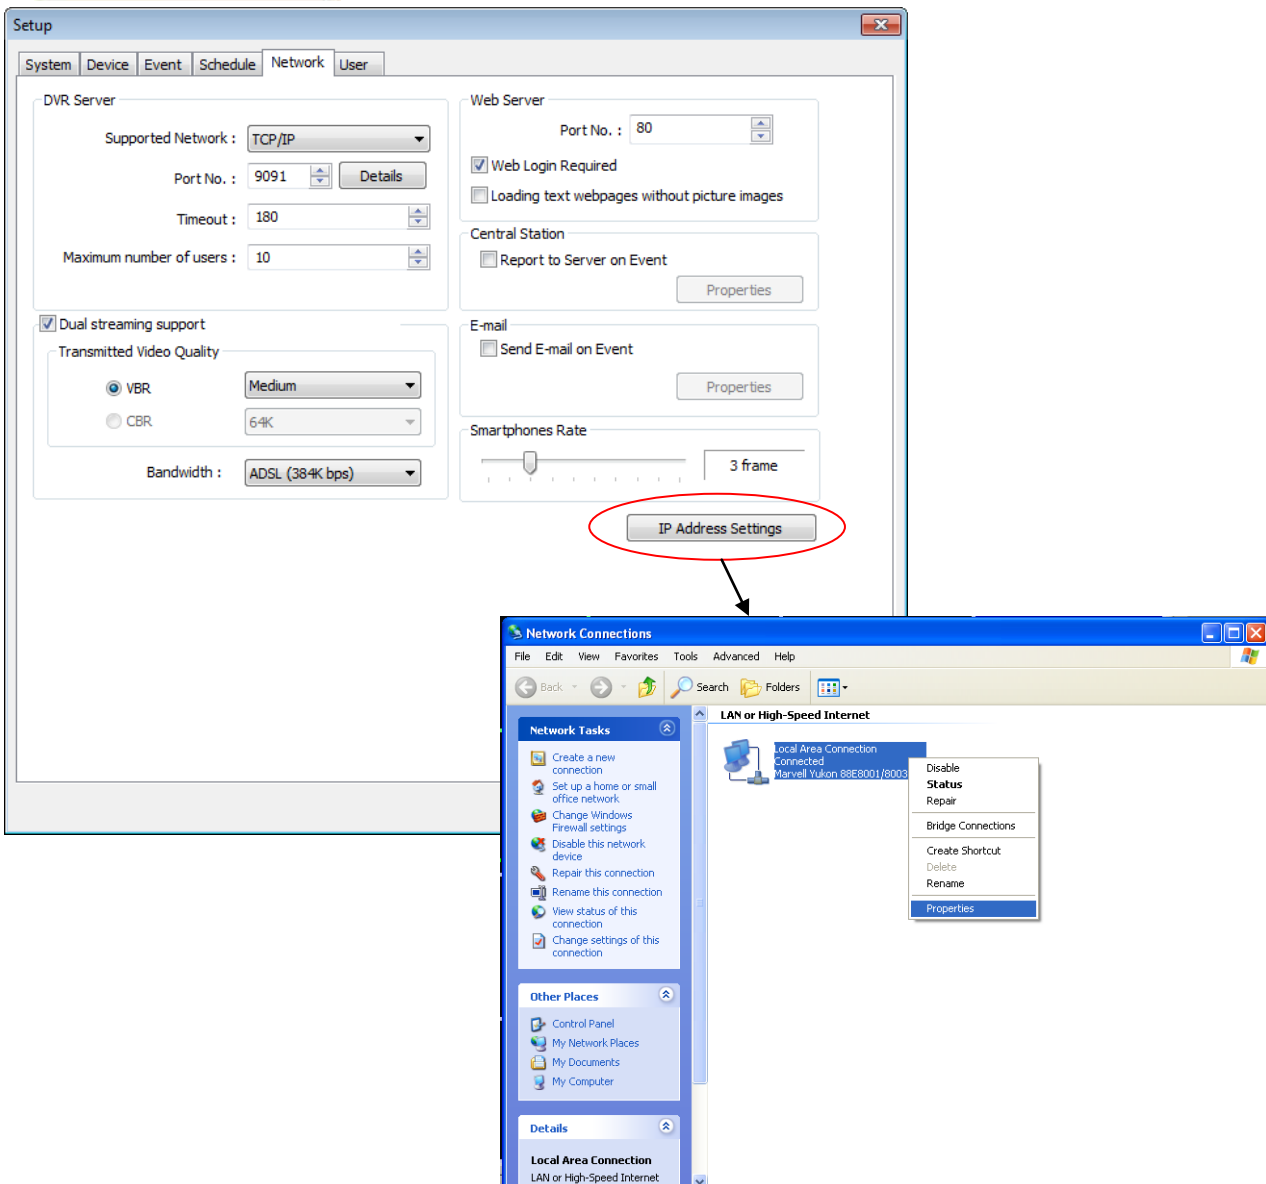 Setup
System Device Event Schedule Network User
DVR Server
Supported Network : TCP/IP
Port No. : 9091 Details
Timeout : 180
Maximum number of users : 10
Dual streaming support
Transmitted Video Quality
VBR Medium
CBR 64K
Bandwidth : ADSL (384K bps)
Web Server
Port No. : 80
Web Login Required
Loading text webpages without picture images
Central Station
Report to Server on Event
Properties
E-mail
Send E-mail on Event
Properties
Smartphones Rate
3 frame
IP Address Settings
Network Connections
File Edit View Favorites Tools Advanced Help
Back Search Folders
Network Tasks
Create a new
connection
Set up a home or small
office network
Change Windows
Firewall settings
Disable this network
device
Repair this connection
Rename this connection
View status of this
connection
Change settings of this
connection
Other Places
Control Panel
My Network Places
My Documents
My Computer
Details
Local Area Connection
LAN or High-Speed Internet
LAN or High-Speed Internet
Local Area Connection
Connected
Marvell Yukon 88E8001/8003
Disable
Status
Repair
Bridge Connections
Create Shortcut
Delete
Rename
Properties